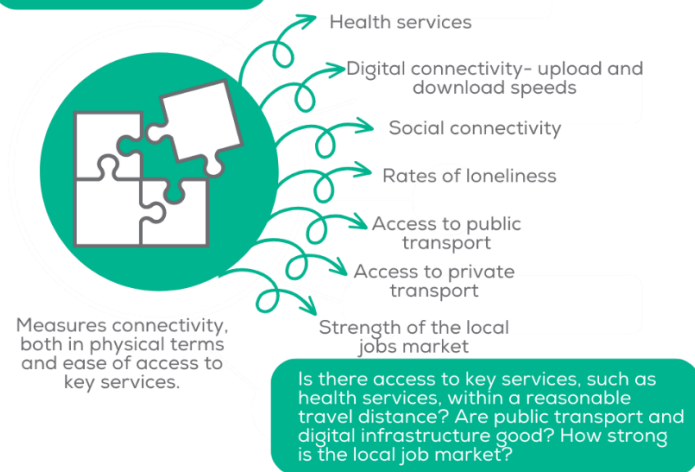 Health services
Digital connectivity- upload and
download speeds
Social connectivity
Rates of loneliness
Access to public
transport
Access to private
transport
Strength of the local
jobs market
Measures connectivity,
both in physical terms
and ease of access to
key services.
Is there access to key services, such as
health services, within a reasonable
travel distance? Are public transport and
digital infrastructure good? How strong
is the local job market?